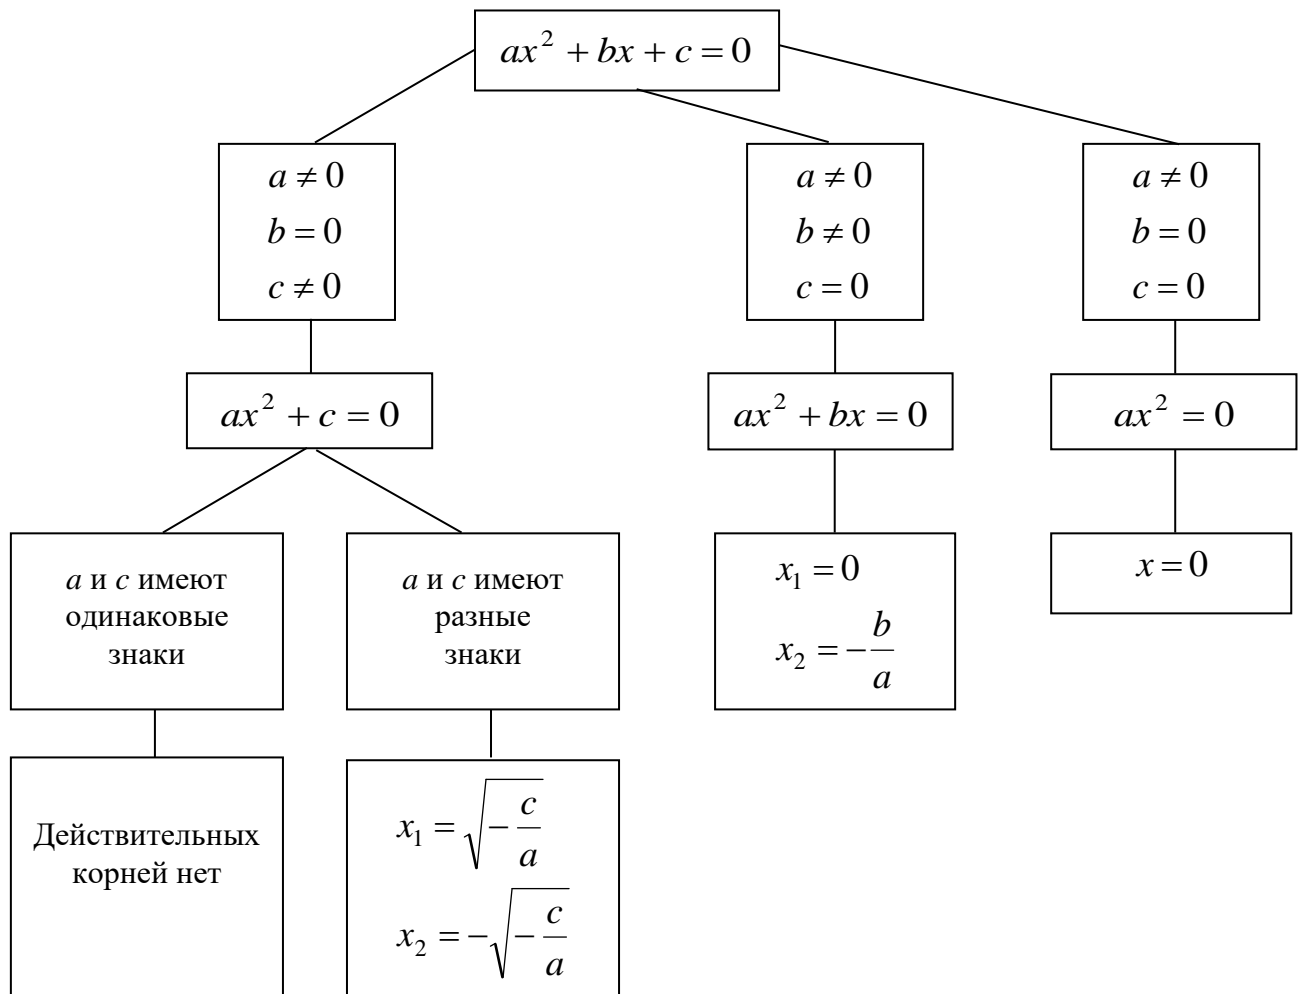 ax² + bx + c = 0
a ≠ 0
b = 0
c ≠ 0
a ≠ 0
b ≠ 0
c = 0
a ≠ 0
b = 0
c = 0
ax² + c = 0
ax² + bx = 0
ax² = 0
a и c имеют
одинаковые
знаки
a и c имеют
разные
знаки
x₁ = 0
x₂ = −b/a
x = 0
Действительных
корней нет
x₁ = √(−c/a)
x₂ = −√(−c/a)